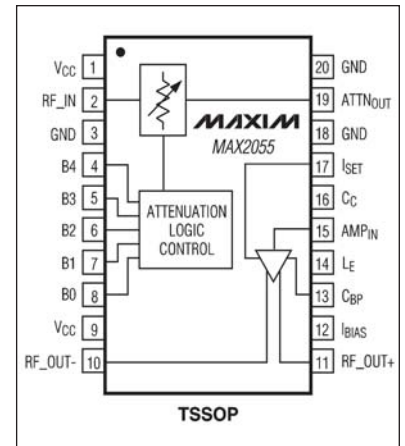 VCC 1
RF_IN 2
GND 3
B4 4
B3 5
B2 6
B1 7
B0 8
VCC 9
RF_OUT- 10
MAXIM
MAX2055
ATTENUATION
LOGIC
CONTROL
20 GND
19 ATTNOUT
18 GND
17 ISET
16 CC
15 AMPIN
14 LE
13 CBP
12 IBIAS
11 RF_OUT+
TSSOP